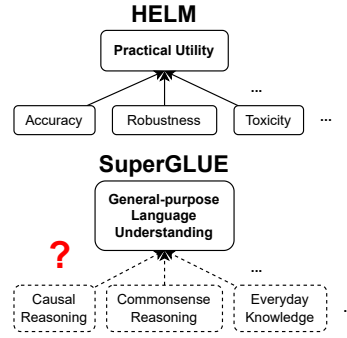 HELM
Practical Utility
...
Accuracy
Robustness
Toxicity
...
SuperGLUE
General-purpose
Language
Understanding
?
...
Causal
Reasoning
Commonsense
Reasoning
Everyday
Knowledge
.